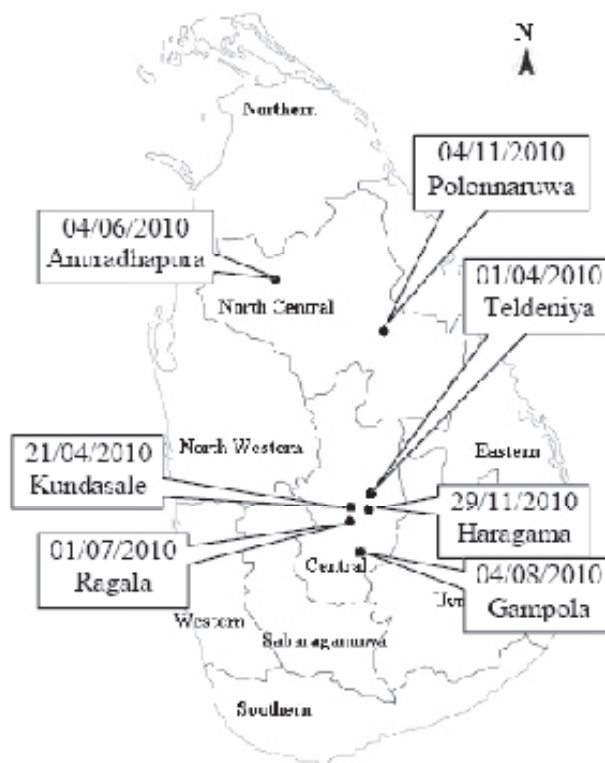 N
Northern
04/11/2010
Polonnaruwa
04/06/2010
Anuradhapura
01/04/2010
Teldeniya
North Central
21/04/2010
Kundasale
North Western
Eastern
29/11/2010
Haragama
01/07/2010
Ragala
Central
04/08/2010
Gampola
Western
Sabaragamuwa
Southern